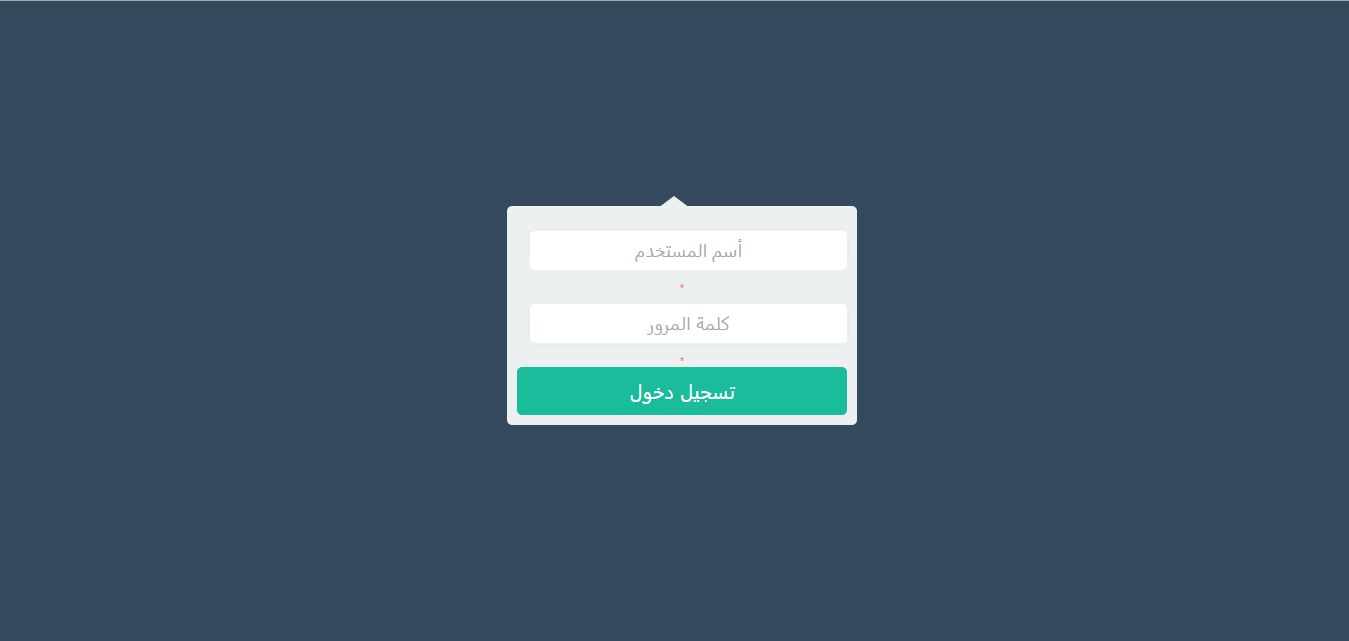 أسم المستخدم
*
كلمة المرور
*
تسجيل دخول